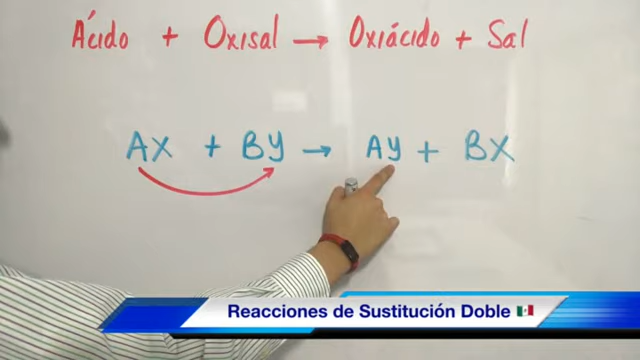 Ácido + Oxisal → Oxiácido + Sal
AX + BY → AY + BX
Reacciones de Sustitución Doble 🇲🇽